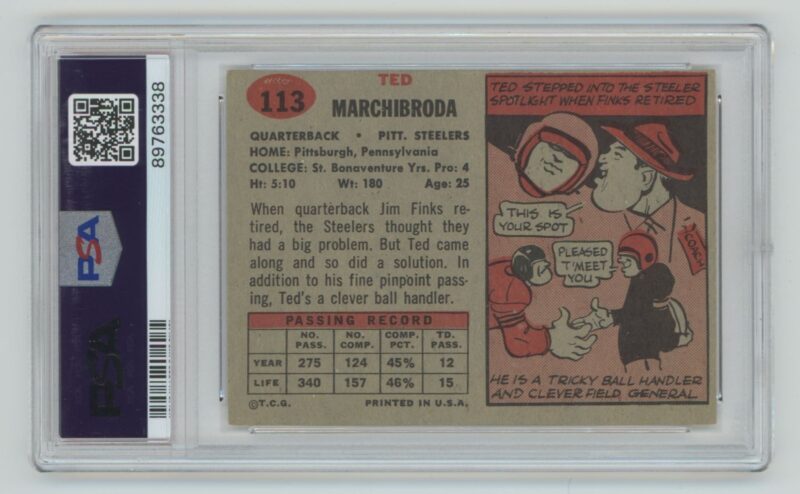 89763338
PSA
PSA
113
TED
MARCHIBRODA
QUARTERBACK • PITT. STEELERS
HOME: Pittsburgh, Pennsylvania
COLLEGE: St. Bonaventure Yrs. Pro: 4
Ht: 5:10 Wt: 180 Age: 25
When quarterback Jim Finks re-
tired, the Steelers thought they
had a big problem. But Ted came
along and so did a solution. In
addition to his fine pinpoint pass-
ing, Ted's a clever ball handler.
PASSING RECORD
NO. PASS. NO. COMP. COMP. PCT. TD. PASS.
YEAR 275 124 45% 12
LIFE 340 157 46% 15
©T.C.G. PRINTED IN U.S.A.
TED STEPPED INTO THE STEELER
SPOTLIGHT WHEN FINKS RETIRED
THIS IS
YOUR SPOT
COACH
PLEASED
T'MEET
YOU
HE IS A TRICKY BALL HANDLER
AND CLEVER FIELD GENERAL